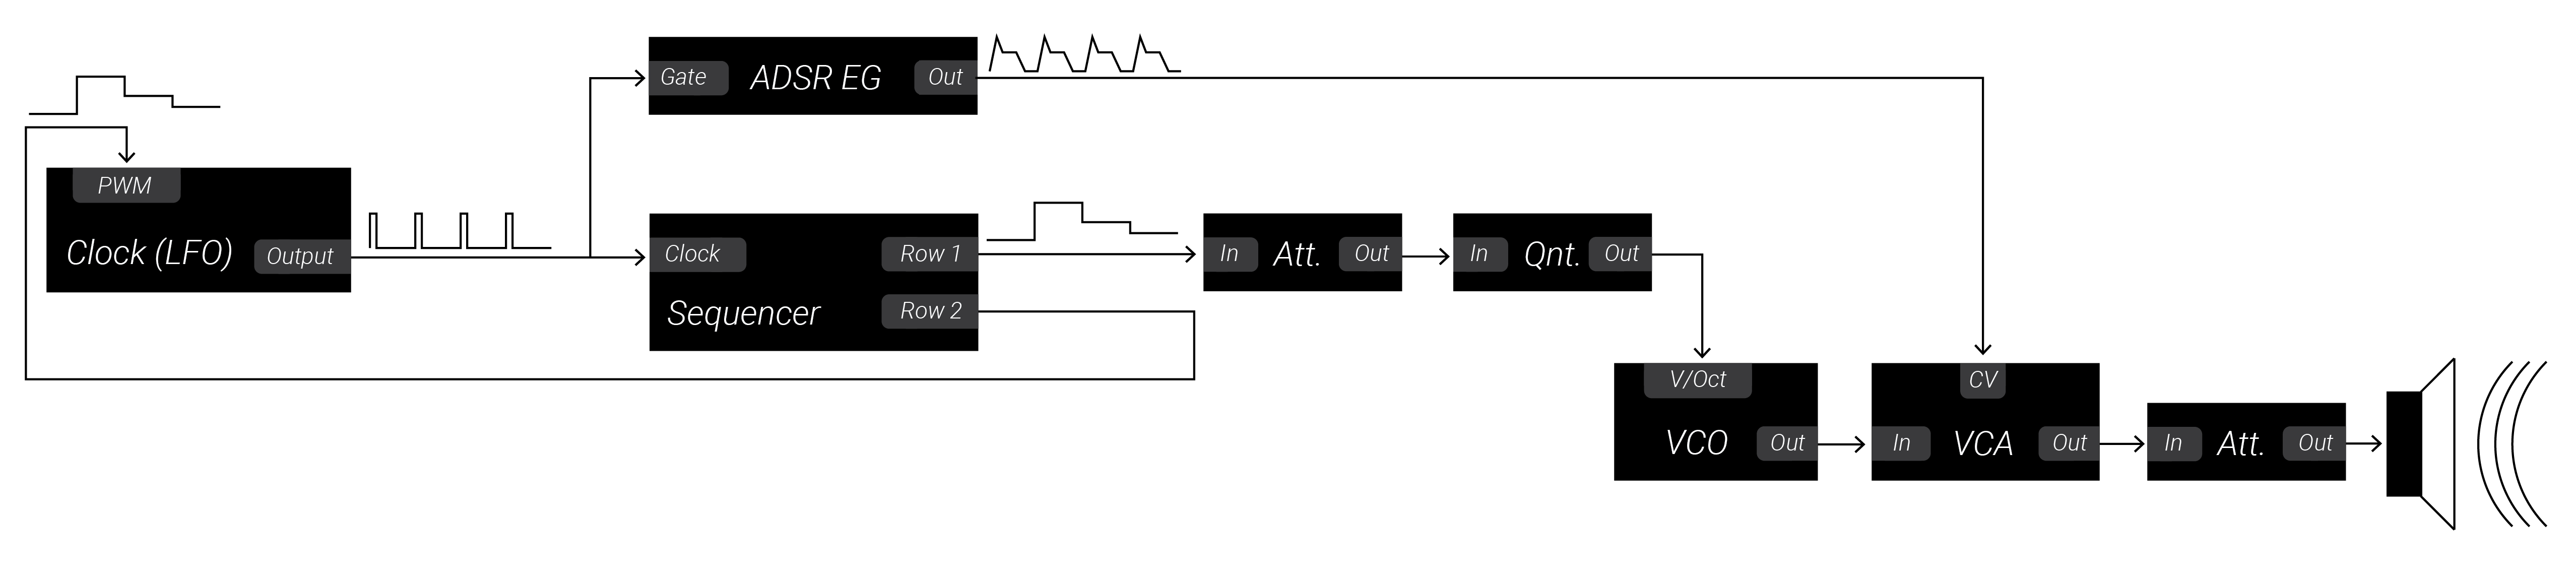 Gate
ADSR EG
Out
PWM
Clock (LFO)
Output
Clock
Row 1
Sequencer
Row 2
In
Att.
Out
In
Qnt.
Out
V/Oct
VCO
Out
CV
In
VCA
Out
In
Att.
Out